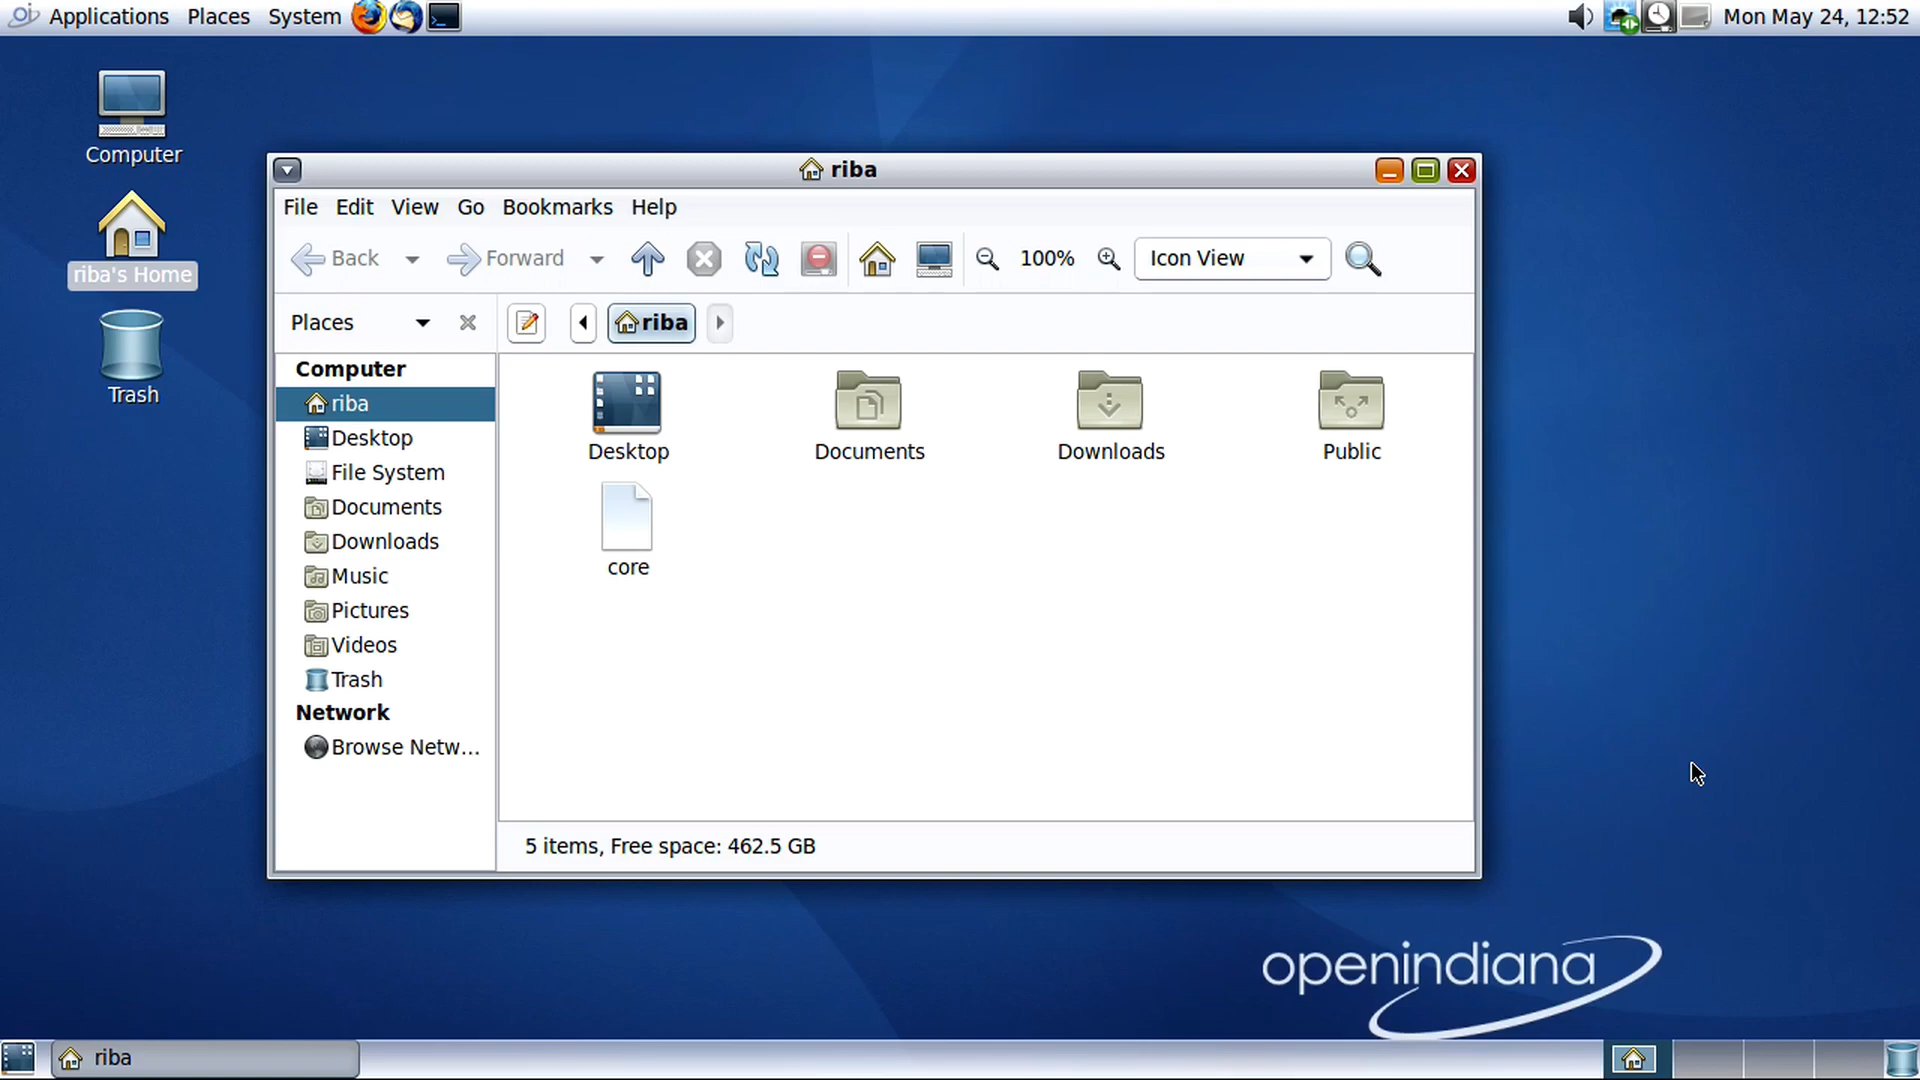 Applications Places System Mon May 24, 12:52
Computer
riba's Home
Trash
riba
File Edit View Go Bookmarks Help
Back Forward 100% Icon View
Places riba
Computer
riba
Desktop
File System
Documents
Downloads
Music
Pictures
Videos
Trash
Network
Browse Netw...
Desktop Documents Downloads Public
core
5 items, Free space: 462.5 GB
openindiana
riba